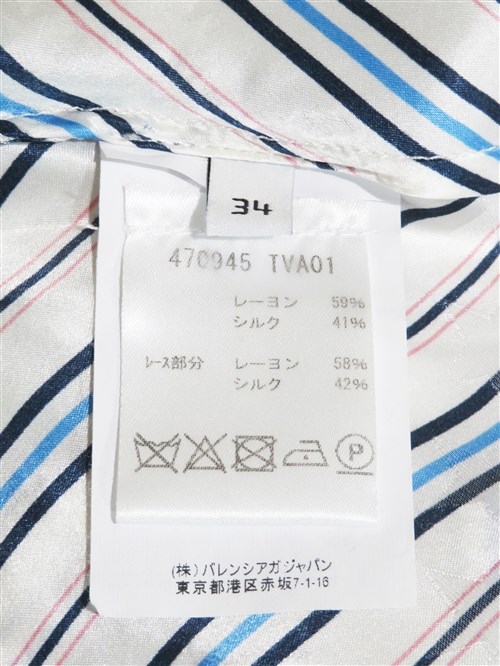 34
470945 TVA01
レーヨン 59%
シルク 41%
レース部分 レーヨン 58%
シルク 42%
P
(株)バレンシアガジャパン
東京都港区赤坂7-1-16